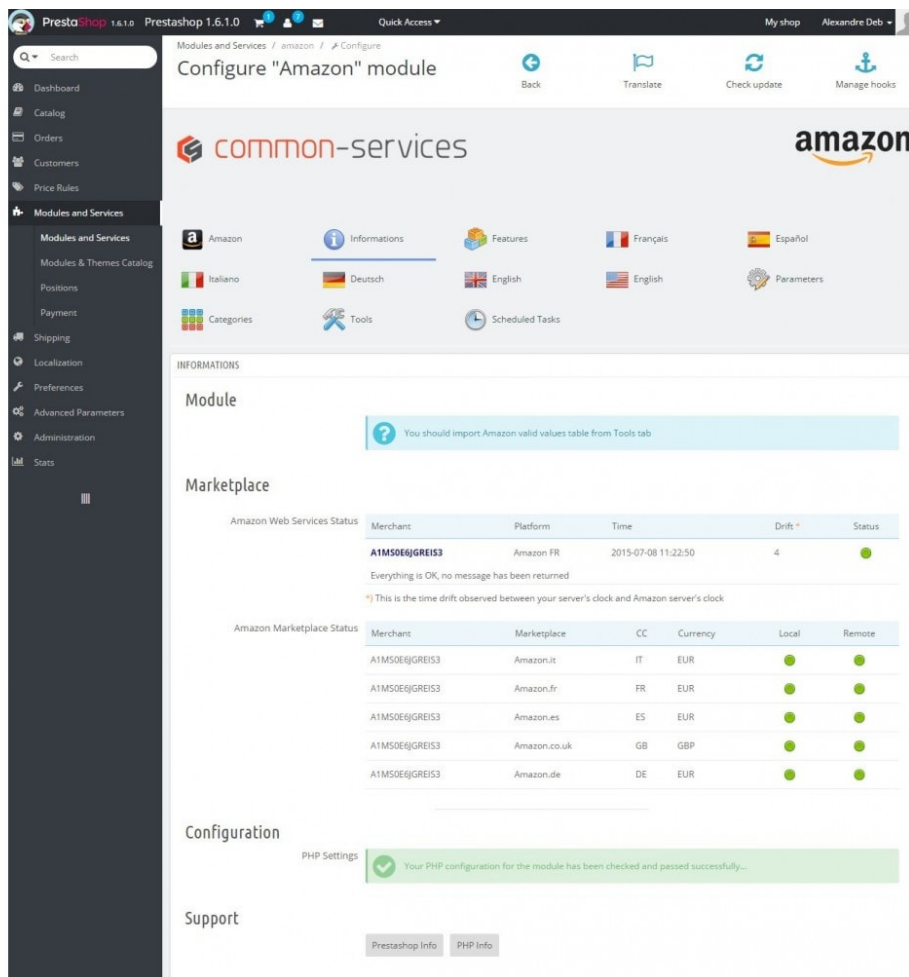 PrestaShop 1.6.1.0 Prestashop 1.6.1.0 1 7 Quick Access My shop Alexandre Deb
Search
Dashboard
Catalog
Orders
Customers
Price Rules
Modules and Services
Modules and Services
Modules & Themes Catalog
Positions
Payment
Shipping
Localization
Preferences
Advanced Parameters
Administration
Stats
Modules and Services / amazon / Configure
Configure "Amazon" module
Back Translate Check update Manage hooks
common-services amazon
Amazon Informations Features Français Español
Italiano Deutsch English English Parameters
Categories Tools Scheduled Tasks
INFORMATIONS
Module
You should import Amazon valid values table from Tools tab
Marketplace
Amazon Web Services Status
Merchant Platform Time Drift * Status
A1MS0E6JGREIS3 Amazon FR 2015-07-08 11:22:50 4
Everything is OK, no message has been returned
*) This is the time drift observed between your server's clock and Amazon server's clock
Amazon Marketplace Status
Merchant Marketplace CC Currency Local Remote
A1MS0E6JGREIS3 Amazon.it IT EUR
A1MS0E6JGREIS3 Amazon.fr FR EUR
A1MS0E6JGREIS3 Amazon.es ES EUR
A1MS0E6JGREIS3 Amazon.co.uk GB GBP
A1MS0E6JGREIS3 Amazon.de DE EUR
Configuration
PHP Settings
Your PHP configuration for the module has been checked and passed successfully...
Support
Prestashop Info PHP Info